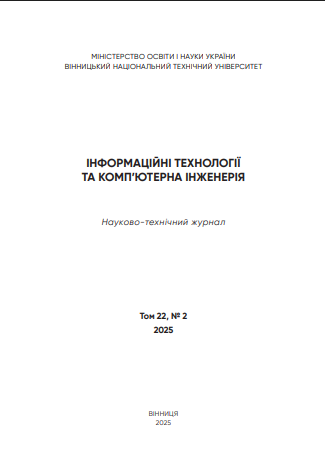 МІНІСТЕРСТВО ОСВІТИ І НАУКИ УКРАЇНИ
ВІННИЦЬКИЙ НАЦІОНАЛЬНИЙ ТЕХНІЧНИЙ УНІВЕРСИТЕТ
ІНФОРМАЦІЙНІ ТЕХНОЛОГІЇ
ТА КОМП’ЮТЕРНА ІНЖЕНЕРІЯ
Науково-технічний журнал
Том 22, № 2
2025
ВІННИЦЯ
2025